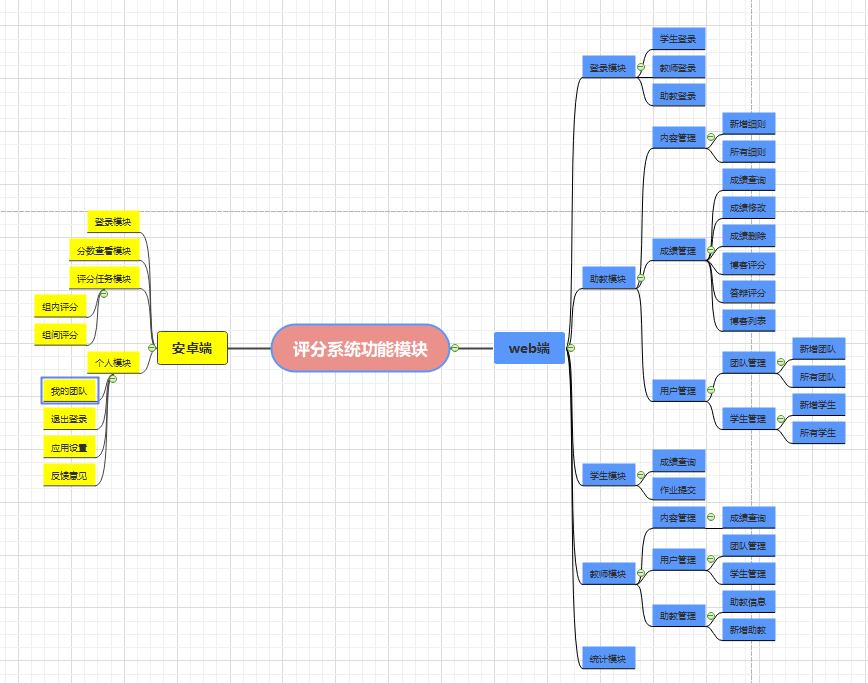 评分系统功能模块
安卓端
登录模块
分数查看模块
评分任务模块
组内评分
组间评分
个人模块
我的团队
退出登录
应用设置
反馈意见
web端
登录模块
学生登录
教师登录
助教登录
助教模块
内容管理
新增细则
所有细则
成绩管理
成绩查询
成绩修改
成绩删除
博客评分
答辩评分
博客列表
用户管理
团队管理
新增团队
所有团队
学生管理
新增学生
所有学生
学生模块
成绩查询
作业提交
教师模块
内容管理
成绩查询
用户管理
团队管理
学生管理
助教管理
助教信息
新增助教
统计模块